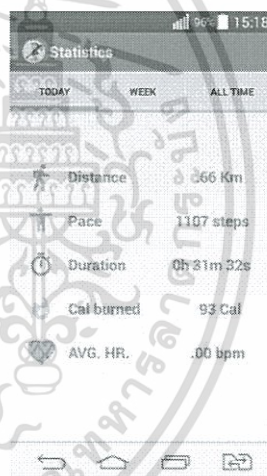 96% 15:18
Statistics
TODAY WEEK ALL TIME
Distance .66 Km
Pace 1107 steps
Duration 0h 31m 32s
Cal burned 93 Cal
AVG. HR. .00 bpm